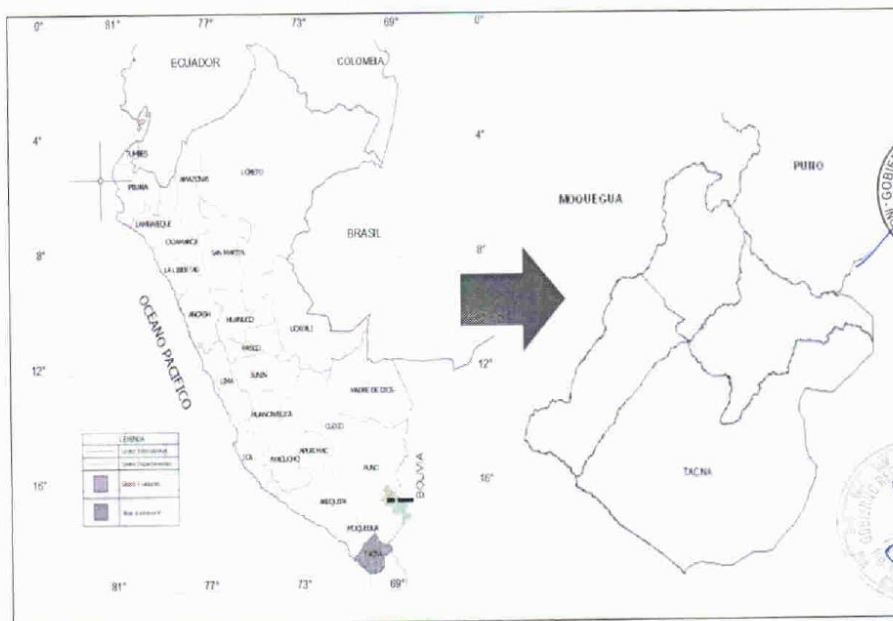 81° 77° 73° 69°
0° 0°
ECUADOR COLOMBIA
4° 4°
TUMBES
PIURA AMAZONAS LORETO
PUNO
MOQUEGUA
LAMBAYEQUE
CAJAMARCA
SAN MARTIN
BRASIL
8° 8°
LA LIBERTAD
ANCASH HUANUCO
UCAYALI
PASCO
OCEANO PACIFICO
12° 12°
LIMA JUNIN
MADRE DE DIOS
HUANCAVELICA
CUSCO
LEYENDA
ICA AYACUCHO APURIMAC
PUNO
BOLIVIA
TACNA
16° 16°
AREQUIPA
MOQUEGUA
TACNA
81° 77° 73° 69°